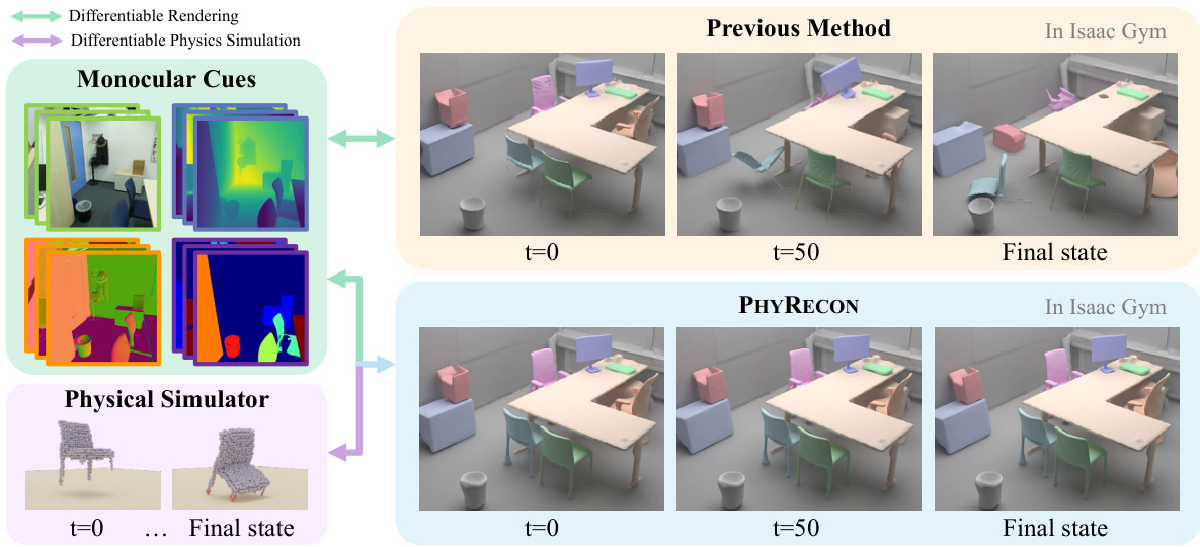 Differentiable Rendering
Differentiable Physics Simulation
Monocular Cues
Physical Simulator
t=0 ... Final state
Previous Method
In Isaac Gym
t=0 t=50 Final state
PHYRECON
In Isaac Gym
t=0 t=50 Final state